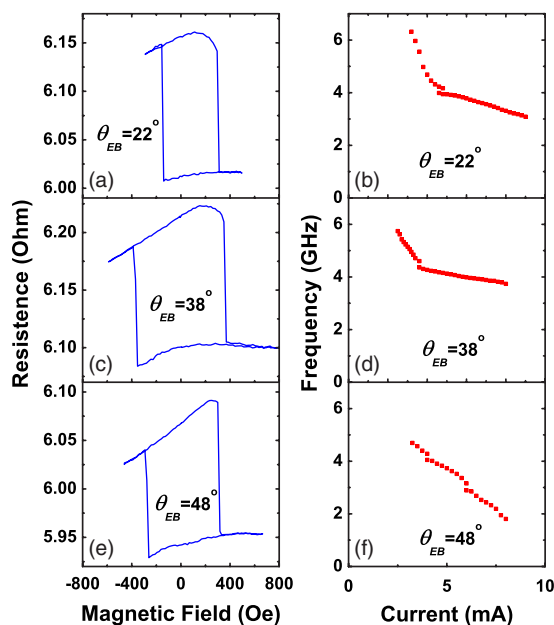 6.15
6.10
6.05
6.00
θEB=22°
(a)
6
4
2
0
θEB=22°
(b)
6.20
6.15
6.10
θEB=38°
(c)
6
4
2
0
θEB=38°
(d)
6.10
6.05
6.00
5.95
θEB=48°
(e)
-800 -400 0 400 800
6
4
2
0
θEB=48°
(f)
0 5 10
Resistence (Ohm)
Magnetic Field (Oe)
Frequency (GHz)
Current (mA)